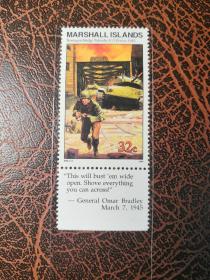 MARSHALL ISLANDS
32c
"This will bust 'em wide
open. Shove everything
you can across!"
— General Omar Bradley
March 7, 1945